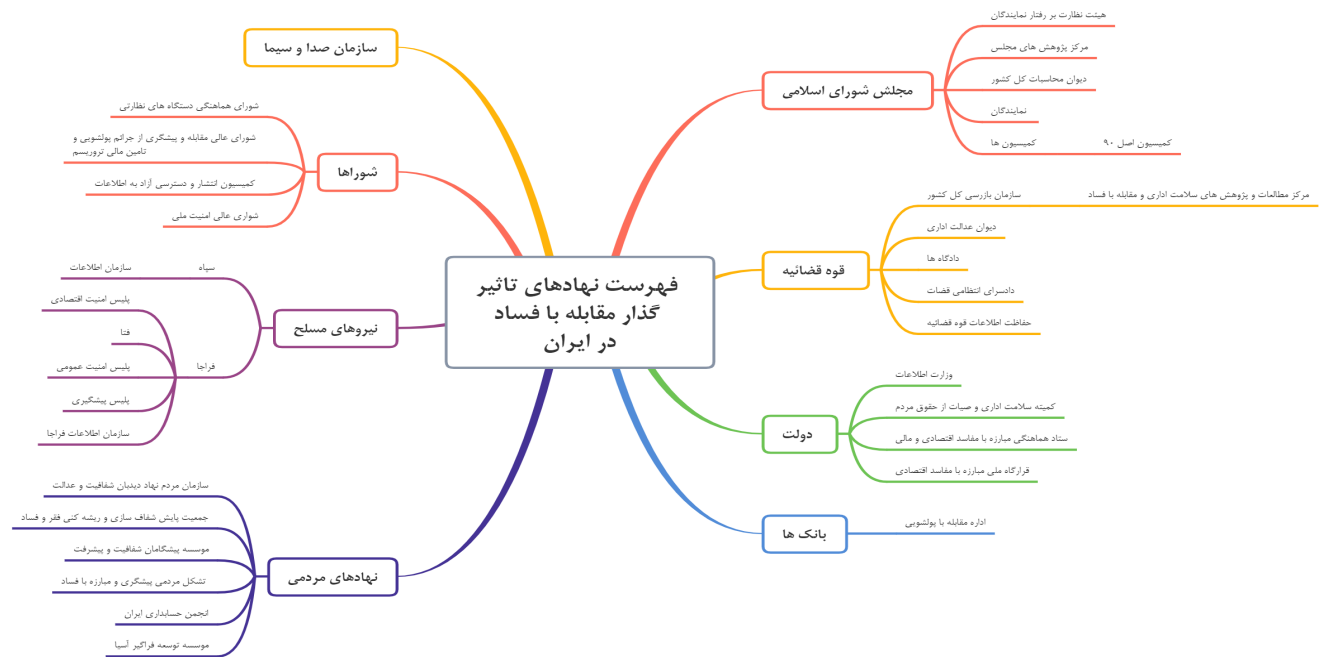 فهرست نهادهای تاثیر
گذار مقابله با فساد
در ایران
مجلش شورای اسلامی
هیئت نظارت بر رفتار نمایندگان
مرکز پژوهش های مجلس
دیوان محاسبات کل کشور
نمایندگان
کمیسیون ها
کمیسیون اصل ۹۰
قوه قضائیه
سازمان بازرسی کل کشور
مرکز مطالعات و پژوهش های سلامت اداری و مقابله با فساد
دیوان عدالت اداری
دادگاه ها
دادسرای انتظامی قضات
حفاظت اطلاعات قوه قضائیه
دولت
وزارت اطلاعات
کمیته سلامت اداری و صیات از حقوق مردم
ستاد هماهنگی مبارزه با مفاسد اقتصادی و مالی
قرارگاه ملی مبارزه با مفاسد اقتصادی
بانک ها
اداره مقابله با پولشویی
سازمان صدا و سیما
شوراها
شورای هماهنگی دستگاه های نظارتی
شورای عالی مقابله و پیشگری از جرائم پولشویی و
تامین مالی تروریسم
کمیسیون انتشار و دسترسی آزاد به اطلاعات
شواری عالی امنیت ملی
نیروهای مسلح
سپاه
سازمان اطلاعات
فراجا
پلیس امنیت اقتصادی
فتا
پلیس امنیت عمومی
پلیس پیشگیری
سازمان اطلاعات فراجا
نهادهای مردمی
سازمان مردم نهاد دیدبان شفافیت و عدالت
جمعیت پایش شفاف سازی و ریشه کنی فقر و فساد
موسسه پیشگامان شفافیت و پیشرفت
تشکل مردمی پیشگری و مبارزه با فساد
انجمن حسابداری ایران
موسسه توسعه فراگیر آسیا